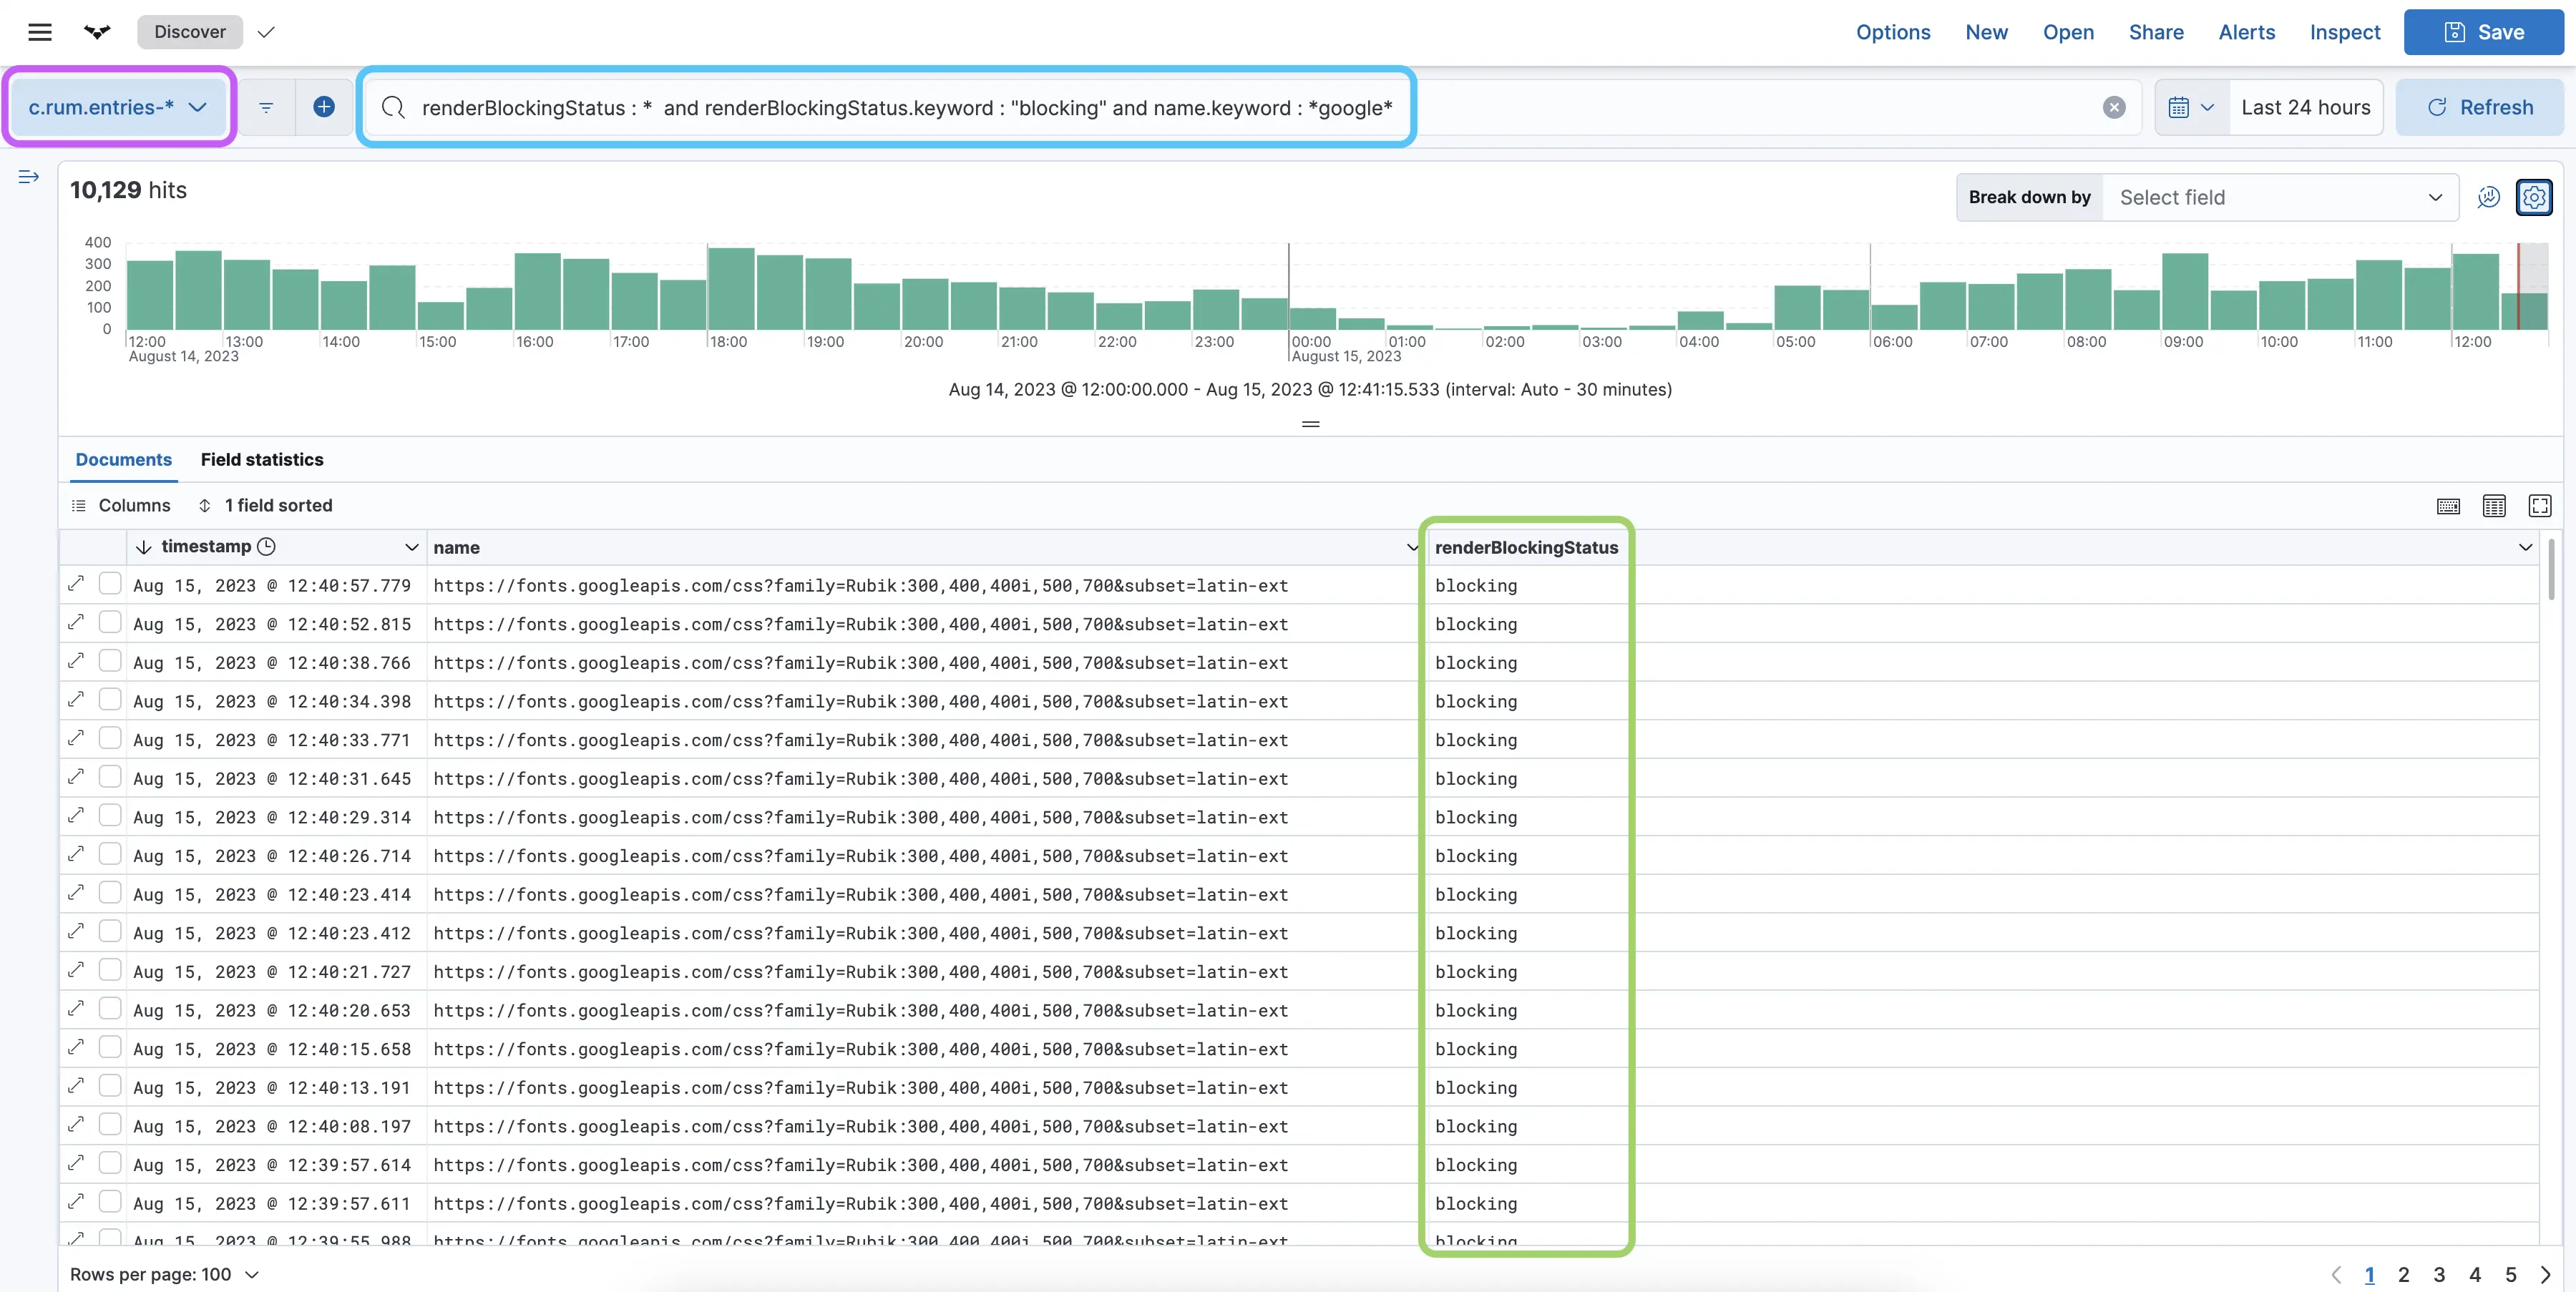 Discover Options New Open Share Alerts Inspect Save
c.rum.entries-* renderBlockingStatus : * and renderBlockingStatus.keyword : "blocking" and name.keyword : *google* Last 24 hours Refresh
10,129 hits
Break down by Select field
400
300
200
100
0
12:00 13:00 14:00 15:00 16:00 17:00 18:00 19:00 20:00 21:00 22:00 23:00 00:00 01:00 02:00 03:00 04:00 05:00 06:00 07:00 08:00 09:00 10:00 11:00 12:00
August 14, 2023 August 15, 2023
Aug 14, 2023 @ 12:00:00.000 - Aug 15, 2023 @ 12:41:15.533 (interval: Auto - 30 minutes)
Documents Field statistics
Columns 1 field sorted
timestamp name renderBlockingStatus
Aug 15, 2023 @ 12:40:57.779 https://fonts.googleapis.com/css?family=Rubik:300,400,400i,500,700&subset=latin-ext blocking
Aug 15, 2023 @ 12:40:52.815 https://fonts.googleapis.com/css?family=Rubik:300,400,400i,500,700&subset=latin-ext blocking
Aug 15, 2023 @ 12:40:38.766 https://fonts.googleapis.com/css?family=Rubik:300,400,400i,500,700&subset=latin-ext blocking
Aug 15, 2023 @ 12:40:34.398 https://fonts.googleapis.com/css?family=Rubik:300,400,400i,500,700&subset=latin-ext blocking
Aug 15, 2023 @ 12:40:33.771 https://fonts.googleapis.com/css?family=Rubik:300,400,400i,500,700&subset=latin-ext blocking
Aug 15, 2023 @ 12:40:31.645 https://fonts.googleapis.com/css?family=Rubik:300,400,400i,500,700&subset=latin-ext blocking
Aug 15, 2023 @ 12:40:29.314 https://fonts.googleapis.com/css?family=Rubik:300,400,400i,500,700&subset=latin-ext blocking
Aug 15, 2023 @ 12:40:26.714 https://fonts.googleapis.com/css?family=Rubik:300,400,400i,500,700&subset=latin-ext blocking
Aug 15, 2023 @ 12:40:23.414 https://fonts.googleapis.com/css?family=Rubik:300,400,400i,500,700&subset=latin-ext blocking
Aug 15, 2023 @ 12:40:23.412 https://fonts.googleapis.com/css?family=Rubik:300,400,400i,500,700&subset=latin-ext blocking
Aug 15, 2023 @ 12:40:21.727 https://fonts.googleapis.com/css?family=Rubik:300,400,400i,500,700&subset=latin-ext blocking
Aug 15, 2023 @ 12:40:20.653 https://fonts.googleapis.com/css?family=Rubik:300,400,400i,500,700&subset=latin-ext blocking
Aug 15, 2023 @ 12:40:15.658 https://fonts.googleapis.com/css?family=Rubik:300,400,400i,500,700&subset=latin-ext blocking
Aug 15, 2023 @ 12:40:13.191 https://fonts.googleapis.com/css?family=Rubik:300,400,400i,500,700&subset=latin-ext blocking
Aug 15, 2023 @ 12:40:08.197 https://fonts.googleapis.com/css?family=Rubik:300,400,400i,500,700&subset=latin-ext blocking
Aug 15, 2023 @ 12:39:57.614 https://fonts.googleapis.com/css?family=Rubik:300,400,400i,500,700&subset=latin-ext blocking
Aug 15, 2023 @ 12:39:57.611 https://fonts.googleapis.com/css?family=Rubik:300,400,400i,500,700&subset=latin-ext blocking
Aug 15, 2023 @ 12:39:55.988 https://fonts.googleapis.com/css?family=Rubik:300,400,400i,500,700&subset=latin-ext blocking
Rows per page: 100 1 2 3 4 5